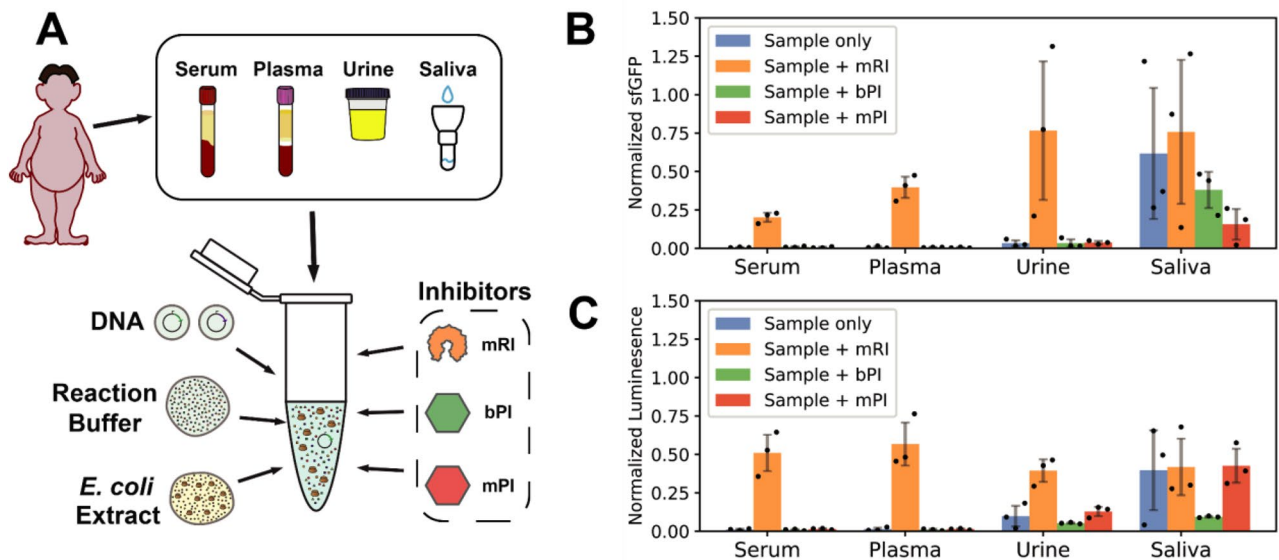 A
Serum Plasma Urine Saliva
DNA
Reaction
Buffer
E. coli
Extract
Inhibitors
mRI
bPI
mPI
B
Normalized sfGFP
1.50
1.25
1.00
0.75
0.50
0.25
0.00
Sample only
Sample + mRI
Sample + bPI
Sample + mPI
Serum Plasma Urine Saliva
C
Normalized Luminesence
1.50
1.25
1.00
0.75
0.50
0.25
0.00
Sample only
Sample + mRI
Sample + bPI
Sample + mPI
Serum Plasma Urine Saliva